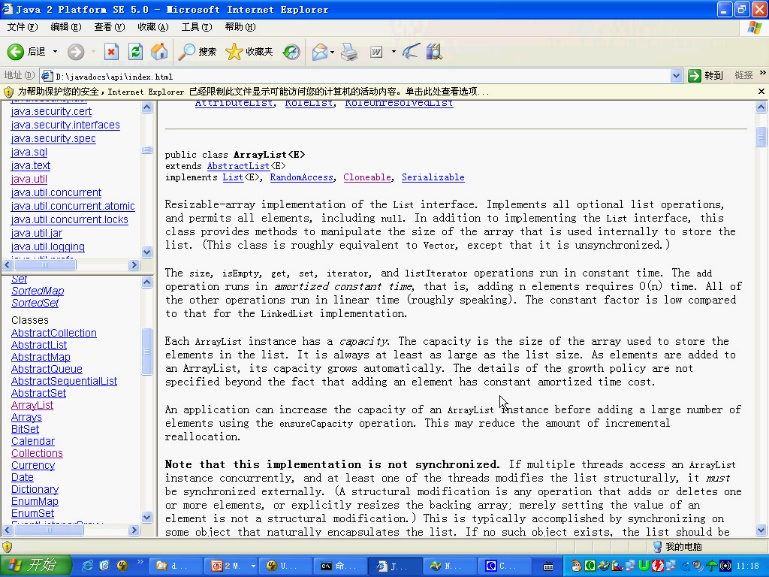 Java 2 Platform SE 5.0 - Microsoft Internet Explorer
文件(F) 编辑(E) 查看(V) 收藏(A) 工具(T) 帮助(H)
后退 搜索 收藏夹
地址(D) D:\javadocs\api\index.html 转到 链接 »
为帮助保护您的安全，Internet Explorer 已经限制此文件显示可能访问您的计算机的活动内容。单击此处查看选项...
java.security.cert
java.security.interfaces
java.security.spec
java.sql
java.text
java.util
java.util.concurrent
java.util.concurrent.atomic
java.util.concurrent.locks
java.util.jar
java.util.logging
java.util.prefs
Set
SortedMap
SortedSet
Classes
AbstractCollection
AbstractList
AbstractMap
AbstractQueue
AbstractSequentialList
AbstractSet
ArrayList
Arrays
BitSet
Calendar
Collections
Currency
Date
Dictionary
EnumMap
EnumSet
EventListenerProxy
AttributeList, RoleList, RoleUnresolvedList
public class ArrayList<E>
extends AbstractList<E>
implements List<E>, RandomAccess, Cloneable, Serializable
Resizable-array implementation of the List interface. Implements all optional list operations,
and permits all elements, including null. In addition to implementing the List interface, this
class provides methods to manipulate the size of the array that is used internally to store the
list. (This class is roughly equivalent to Vector, except that it is unsynchronized.)
The size, isEmpty, get, set, iterator, and listIterator operations run in constant time. The add
operation runs in amortized constant time, that is, adding n elements requires O(n) time. All of
the other operations run in linear time (roughly speaking). The constant factor is low compared
to that for the LinkedList implementation.
Each ArrayList instance has a capacity. The capacity is the size of the array used to store the
elements in the list. It is always at least as large as the list size. As elements are added to
an ArrayList, its capacity grows automatically. The details of the growth policy are not
specified beyond the fact that adding an element has constant amortized time cost.
An application can increase the capacity of an ArrayList instance before adding a large number of
elements using the ensureCapacity operation. This may reduce the amount of incremental
reallocation.
Note that this implementation is not synchronized. If multiple threads access an ArrayList
instance concurrently, and at least one of the threads modifies the list structurally, it must
be synchronized externally. (A structural modification is any operation that adds or deletes one
or more elements, or explicitly resizes the backing array; merely setting the value of an
element is not a structural modification.) This is typically accomplished by synchronizing on
some object that naturally encapsulates the list. If no such object exists, the list should be
我的电脑
开始 d... 2 M. U... 命... J... N... C... 11:18